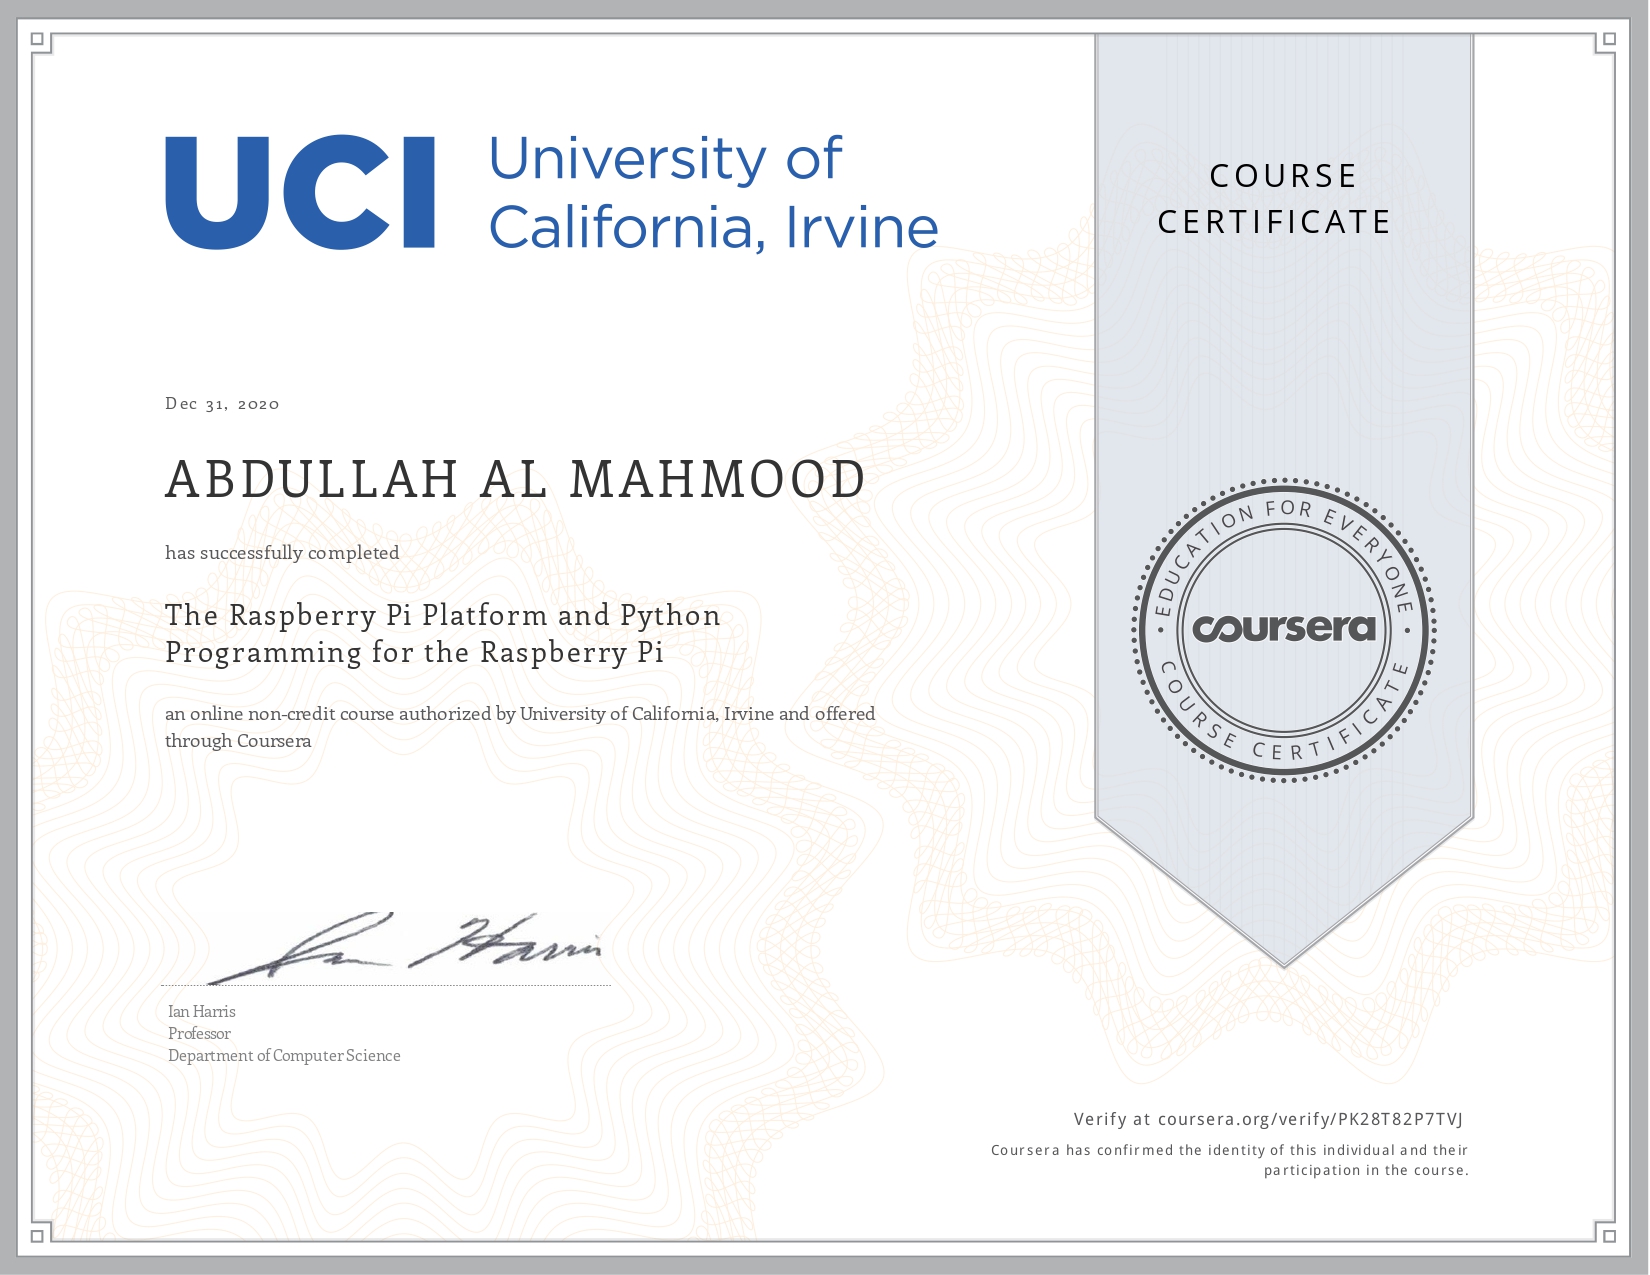 UCI University of
California, Irvine
COURSE
CERTIFICATE
Dec 31, 2020
ABDULLAH AL MAHMOOD
has successfully completed
The Raspberry Pi Platform and Python
Programming for the Raspberry Pi
an online non-credit course authorized by University of California, Irvine and offered
through Coursera
EDUCATION FOR EVERYONE
coursera
COURSE CERTIFICATE
Ian Harris
Ian Harris
Professor
Department of Computer Science
Verify at coursera.org/verify/PK28T82P7TVJ
Coursera has confirmed the identity of this individual and their
participation in the course.